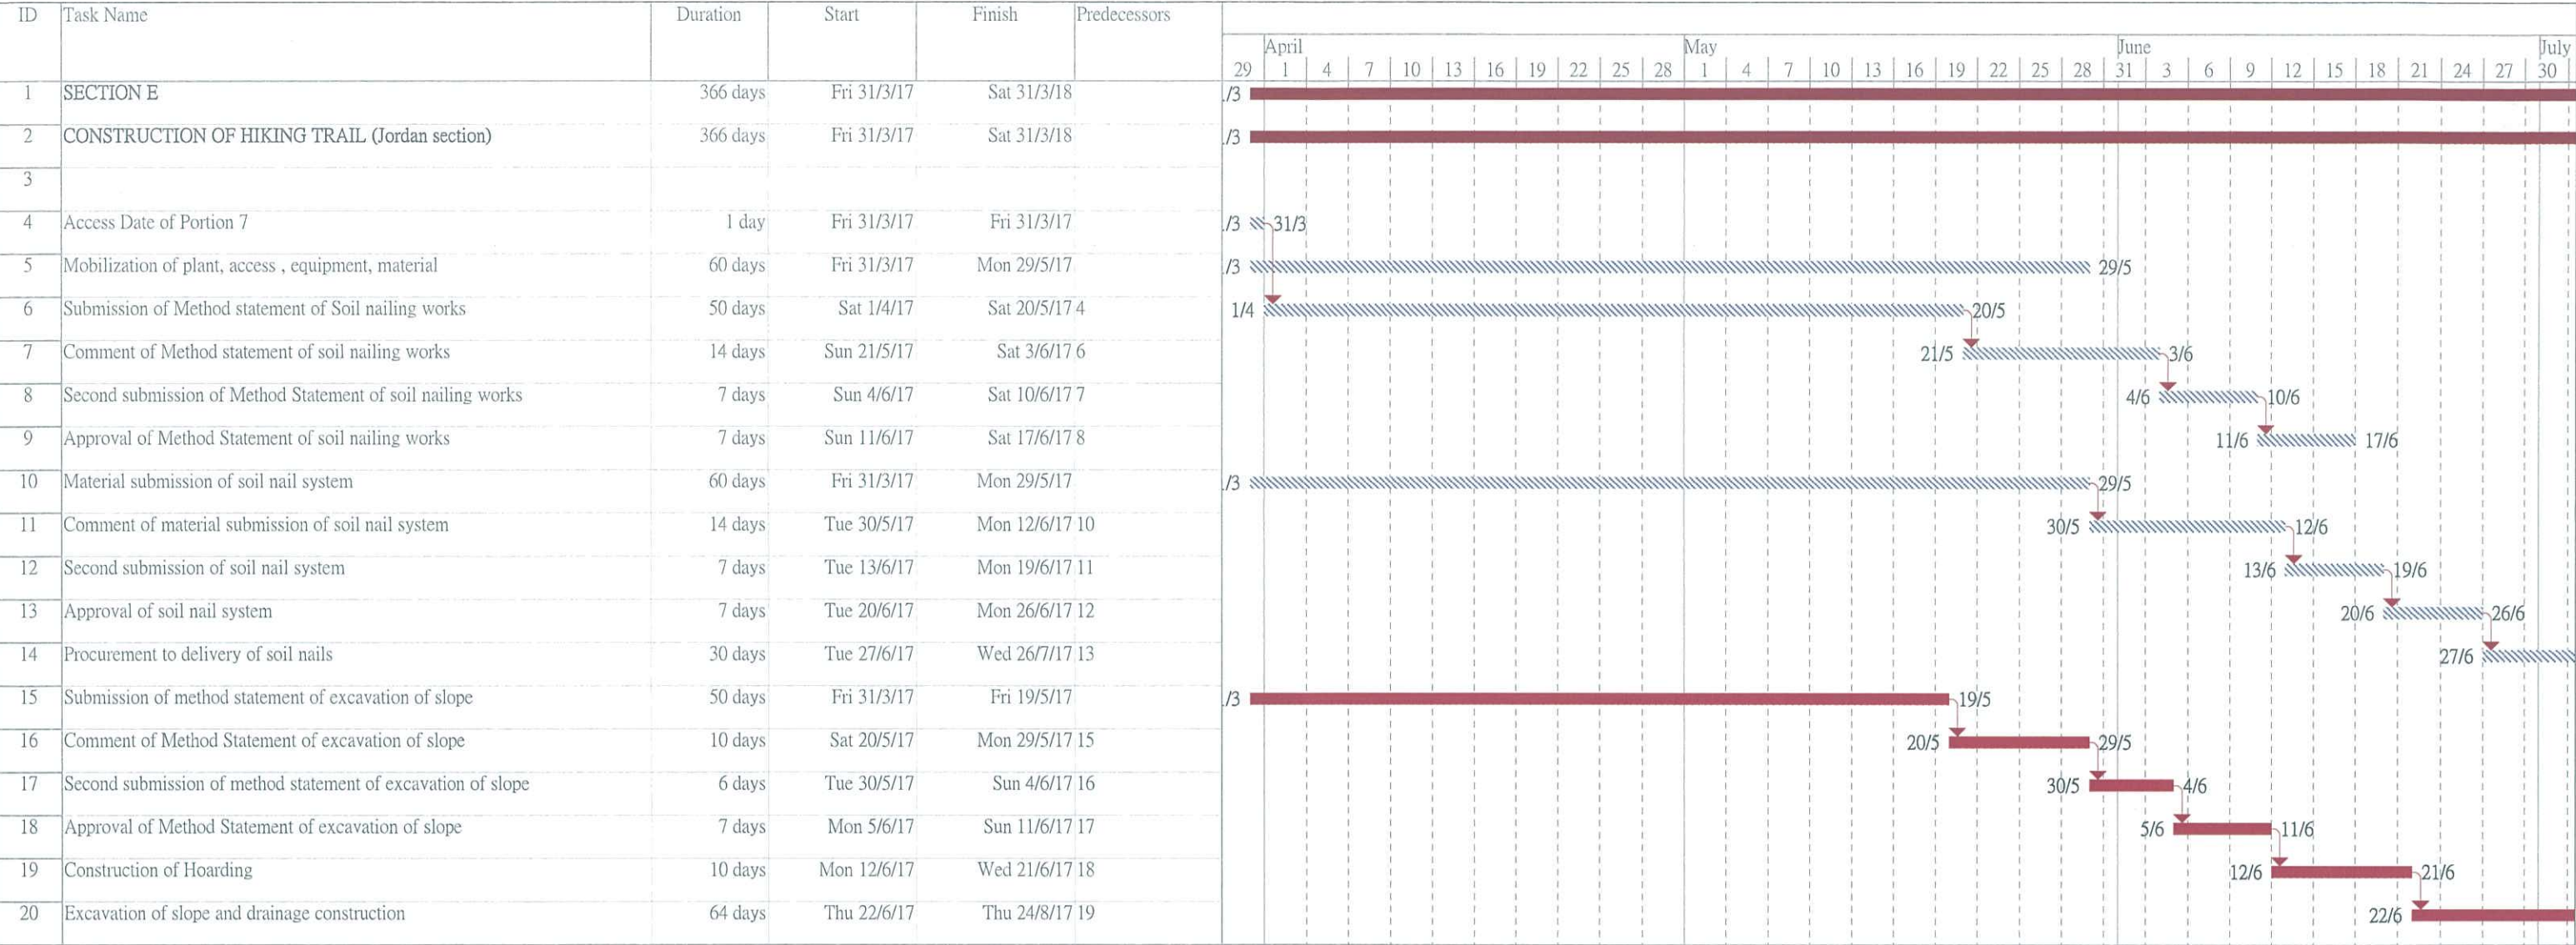 ID Task Name Duration Start Finish Predecessors
April May June July
29 1 4 7 10 13 16 19 22 25 28 1 4 7 10 13 16 19 22 25 28 31 3 6 9 12 15 18 21 24 27 30
1 SECTION E 366 days Fri 31/3/17 Sat 31/3/18 /3
2 CONSTRUCTION OF HIKING TRAIL (Jordan section) 366 days Fri 31/3/17 Sat 31/3/18 /3
3
4 Access Date of Portion 7 1 day Fri 31/3/17 Fri 31/3/17 /3 31/3
5 Mobilization of plant, access , equipment, material 60 days Fri 31/3/17 Mon 29/5/17 /3 29/5
6 Submission of Method statement of Soil nailing works 50 days Sat 1/4/17 Sat 20/5/17 4 1/4 20/5
7 Comment of Method statement of soil nailing works 14 days Sun 21/5/17 Sat 3/6/17 6 21/5 3/6
8 Second submission of Method Statement of soil nailing works 7 days Sun 4/6/17 Sat 10/6/17 7 4/6 10/6
9 Approval of Method Statement of soil nailing works 7 days Sun 11/6/17 Sat 17/6/17 8 11/6 17/6
10 Material submission of soil nail system 60 days Fri 31/3/17 Mon 29/5/17 /3 29/5
11 Comment of material submission of soil nail system 14 days Tue 30/5/17 Mon 12/6/17 10 30/5 12/6
12 Second submission of soil nail system 7 days Tue 13/6/17 Mon 19/6/17 11 13/6 19/6
13 Approval of soil nail system 7 days Tue 20/6/17 Mon 26/6/17 12 20/6 26/6
14 Procurement to delivery of soil nails 30 days Tue 27/6/17 Wed 26/7/17 13 27/6
15 Submission of method statement of excavation of slope 50 days Fri 31/3/17 Fri 19/5/17 /3 19/5
16 Comment of Method Statement of excavation of slope 10 days Sat 20/5/17 Mon 29/5/17 15 20/5 29/5
17 Second submission of method statement of excavation of slope 6 days Tue 30/5/17 Sun 4/6/17 16 30/5 4/6
18 Approval of Method Statement of excavation of slope 7 days Mon 5/6/17 Sun 11/6/17 17 5/6 11/6
19 Construction of Hoarding 10 days Mon 12/6/17 Wed 21/6/17 18 12/6 21/6
20 Excavation of slope and drainage construction 64 days Thu 22/6/17 Thu 24/8/17 19 22/6